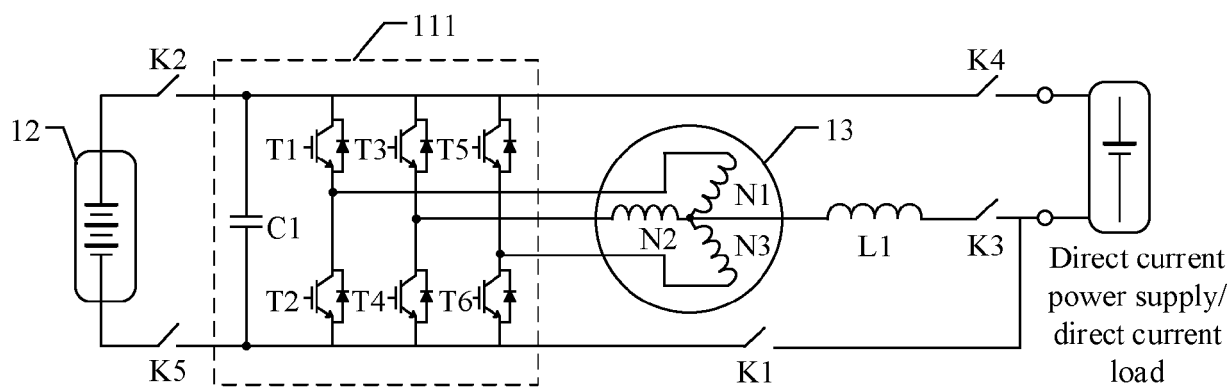 111
K2
K4
12
13
T1
T3
T5
N1
C1
N2
N3
L1
K3
T2
T4
T6
K5
K1
Direct current
power supply/
direct current
load